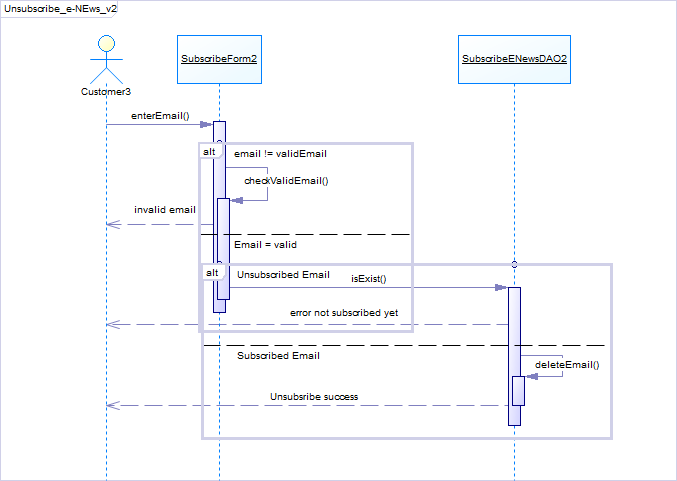 Unsubscribe_e-NEws_v2
Customer3
SubscribeForm2
SubscribeENewsDAO2
enterEmail()
alt
email != validEmail
checkValidEmail()
invalid email
Email = valid
alt
Unsubscribed Email
isExist()
error not subscribed yet
Subscribed Email
deleteEmail()
Unsubsribe success